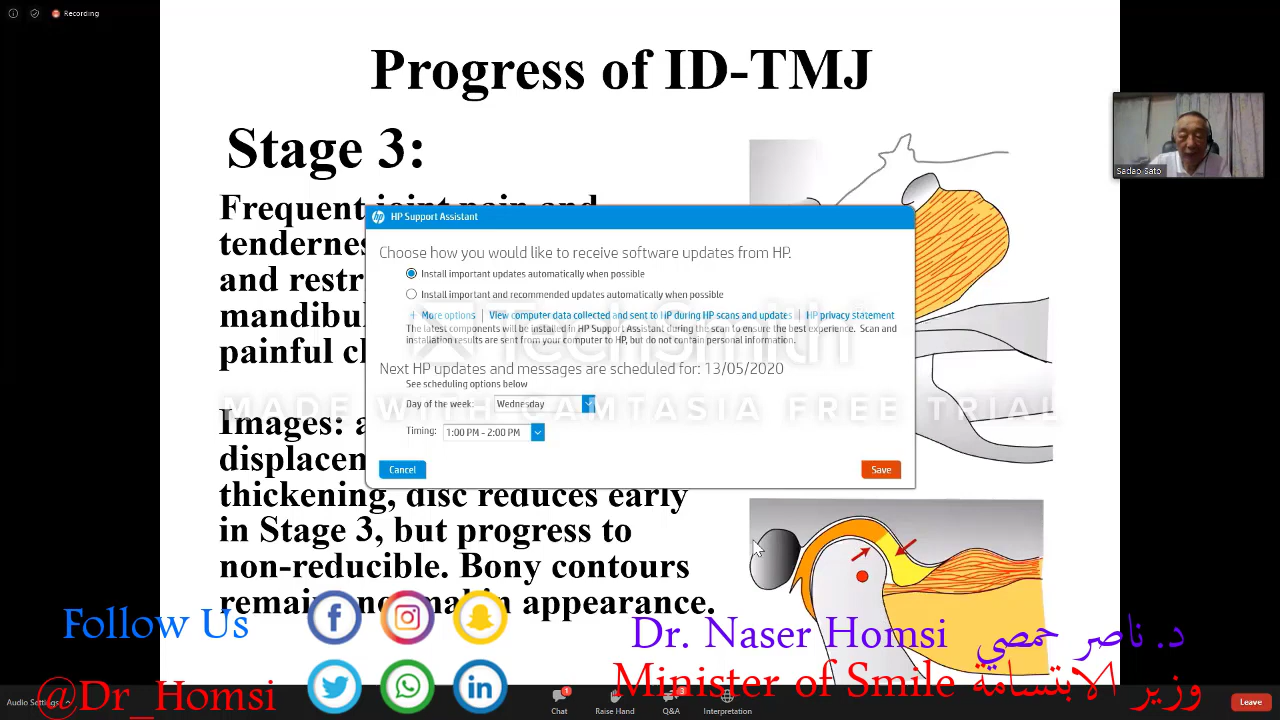 Recording
Progress of ID-TMJ
Stage 3:
Frequent joint pain and
and
painful
Images:
thickening, disc reduces early
in Stage 3, but progress to
non-reducible. Bony contours
appearance.
Sadao Sato
HP Support Assistant
Choose how you would like to receive software updates from HP.
Install important updates automatically when possible
Install important and recommended updates automatically when possible
+ More options | View computer data collected and sent to HP during HP scans and updates | HP privacy statement
The latest components will be installed in HP Support Assistant during the scan to ensure the best experience. Scan and
installation results are sent from your computer to HP, but do not contain personal information.
Next HP updates and messages are scheduled for: 13/05/2020
See scheduling options below
Day of the week: Wednesday
Timing: 1:00 PM - 2:00 PM
Cancel
Save
TechSmith
MADE WITH CAMTASIA FREE TRIAL
Follow Us
@Dr_Homsi
Dr. Naser Homsi د. ناصر حمصي
Minister of Smile وزير الابتسامة
Audio Settings
Chat 1
Raise Hand
Q&A 3
Interpretation
Leave